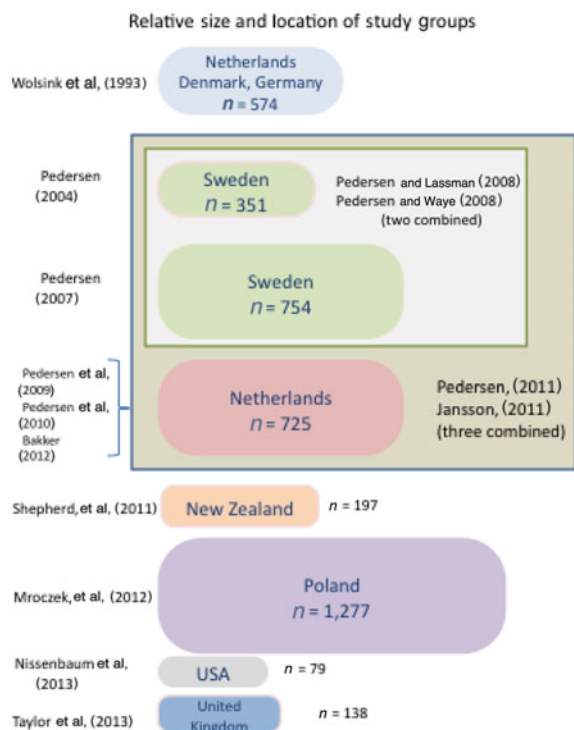 Relative size and location of study groups
Wolsink et al, (1993)
Netherlands
Denmark, Germany
n = 574
Pedersen
(2004)
Sweden
n = 351
Pedersen and Lassman (2008)
Pedersen and Waye (2008)
(two combined)
Pedersen
(2007)
Sweden
n = 754
Pedersen et al,
(2009)
Pedersen et al,
(2010)
Bakker
(2012)
Netherlands
n = 725
Pedersen, (2011)
Jansson, (2011)
(three combined)
Shepherd, et al, (2011)
New Zealand
n = 197
Mroczek, et al, (2012)
Poland
n = 1,277
Nissenbaum et al,
(2013)
USA
n = 79
Taylor et al, (2013)
United
Kingdom
n = 138